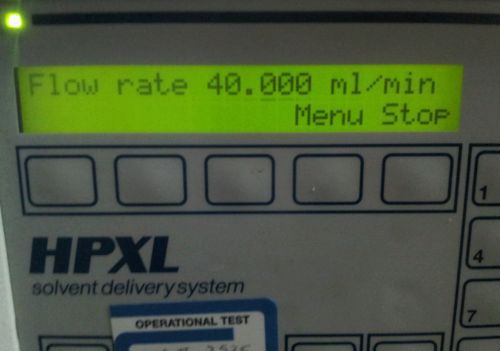 Flow rate 40.000 ml/min
Menu Stop
1
HPXL
4
solvent delivery system
7
OPERATIONAL TEST